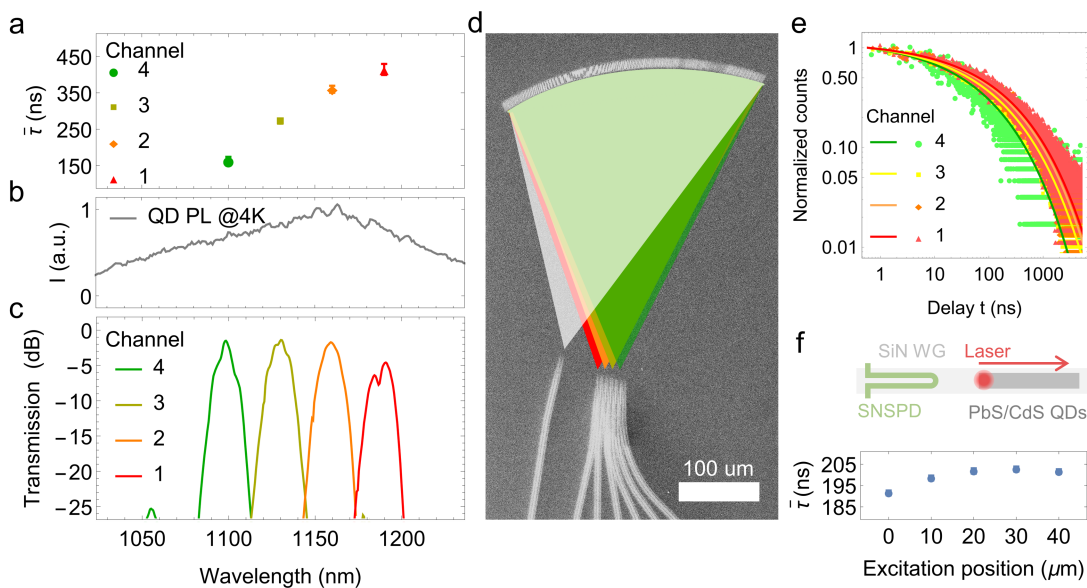 a
Channel
4
3
2
1
450
350
250
150
τ̄ (ns)
b
QD PL @4K
1
0
I (a.u.)
c
Channel
4
3
2
1
0
−5
−10
−15
−20
−25
Transmission (dB)
1050 1100 1150 1200
Wavelength (nm)
d
100 um
e
Channel
4
3
2
1
1
0.50
0.10
0.05
0.01
Normalized counts
1 10 100 1000
Delay t (ns)
f
SiN WG
Laser
SNSPD
PbS/CdS QDs
205
195
185
τ̄ (ns)
0 10 20 30 40
Excitation position (μm)